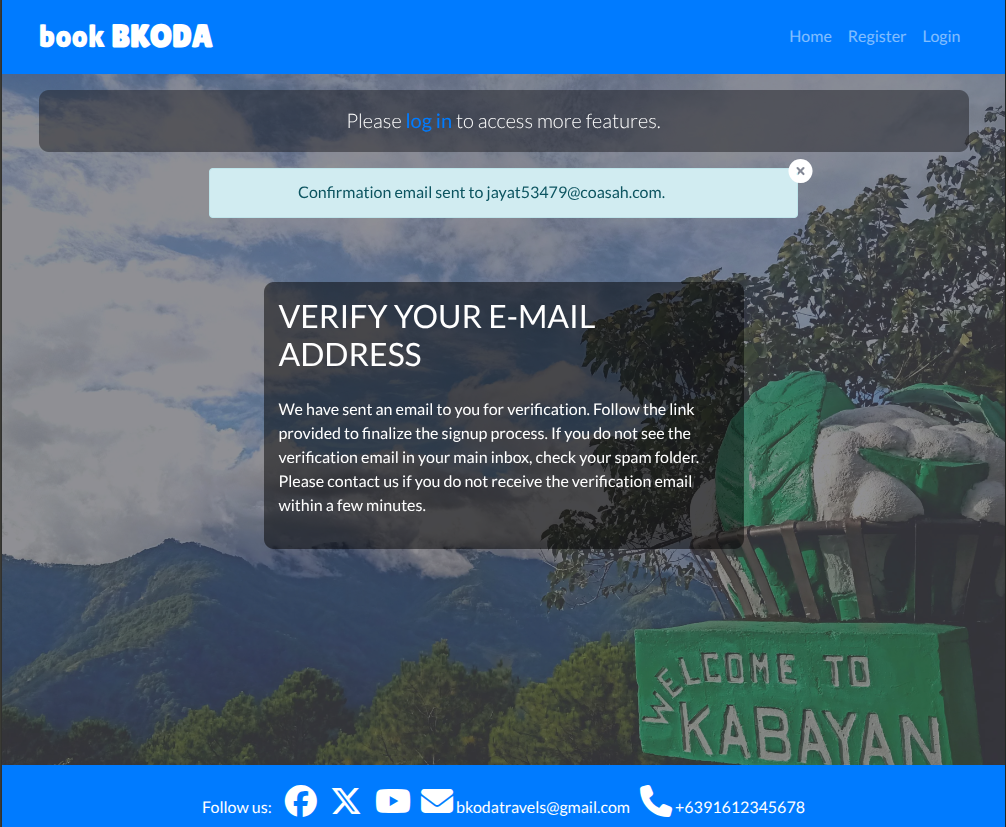 book BKODA
Home Register Login
Please log in to access more features.
Confirmation email sent to jayat53479@coasah.com.
VERIFY YOUR E-MAIL
ADDRESS
We have sent an email to you for verification. Follow the link
provided to finalize the signup process. If you do not see the
verification email in your main inbox, check your spam folder.
Please contact us if you do not receive the verification email
within a few minutes.
WELCOME TO
KABAYAN
Follow us: bkodatravels@gmail.com +6391612345678